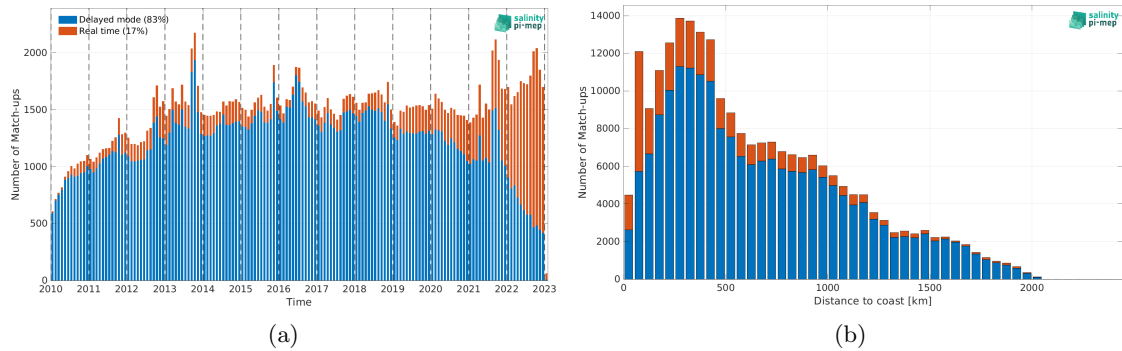 Delayed mode (83%)
Real time (17%)
salinity
pi-mep
Number of Match-ups
2000
1500
1000
500
0
2010 2011 2012 2013 2014 2015 2016 2017 2018 2019 2020 2021 2022 2023
Time
(a)
salinity
pi-mep
Number of Match-ups
14000
12000
10000
8000
6000
4000
2000
0
0 500 1000 1500 2000
Distance to coast [km]
(b)